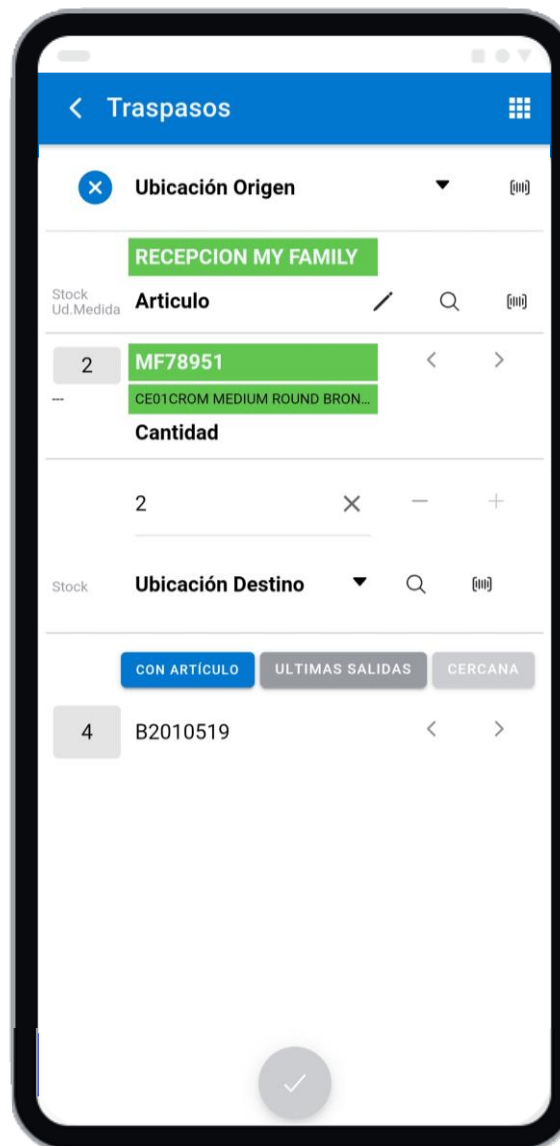 Traspasos
Ubicación Origen
RECEPCION MY FAMILY
Stock
Ud.Medida
Articulo
2
MF78951
---
CE01CROM MEDIUM ROUND BRON...
Cantidad
2
Stock
Ubicación Destino
CON ARTÍCULO
ULTIMAS SALIDAS
CERCANA
4
B2010519